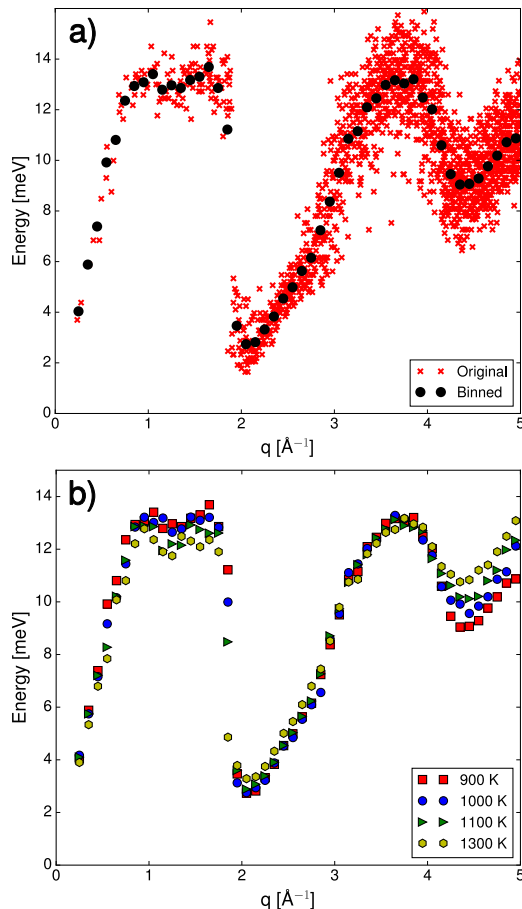 a)
Energy [meV]
14
12
10
8
6
4
2
0
0 1 2 3 4 5
q [Å⁻¹]
Original
Binned
b)
Energy [meV]
14
12
10
8
6
4
2
0
0 1 2 3 4 5
q [Å⁻¹]
900 K
1000 K
1100 K
1300 K